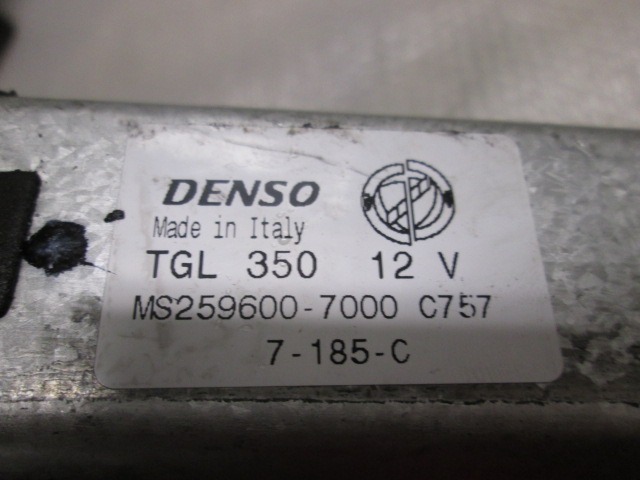 DENSO
Made in Italy
TGL 350 12 V
MS259600-7000 C757
7-185-C